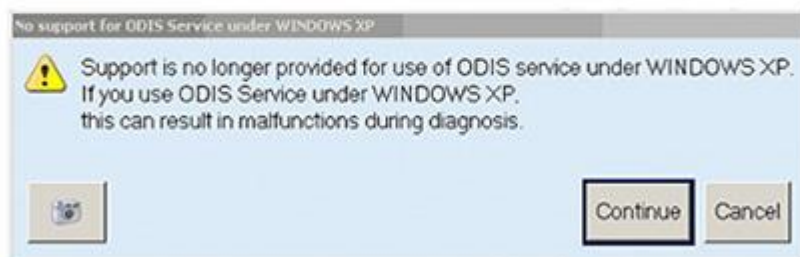 No support for ODIS Service under WINDOWS XP
Support is no longer provided for use of ODIS service under WINDOWS XP.
If you use ODIS Service under WINDOWS XP,
this can result in malfunctions during diagnosis.
Continue Cancel